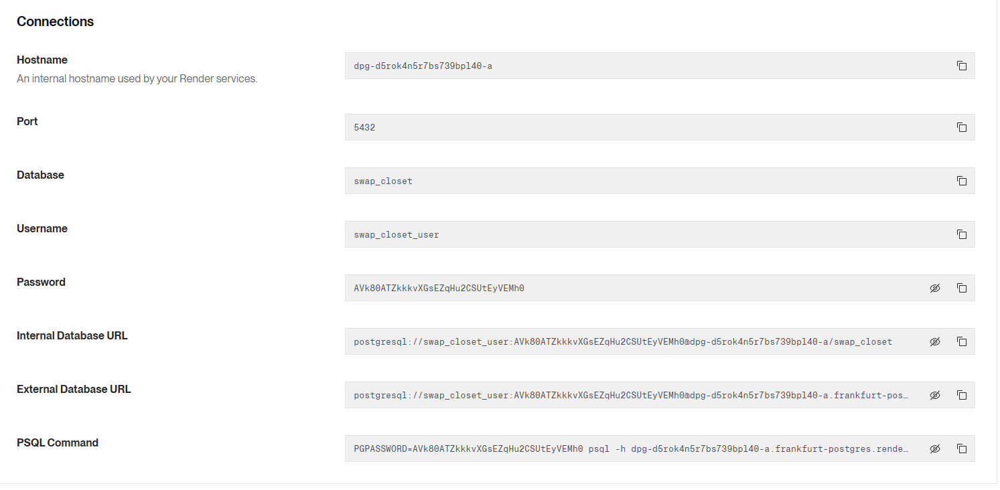 Connections
Hostname
An internal hostname used by your Render services.
dpg-d5rok4n5r7bs739bpl40-a
Port
5432
Database
swap_closet
Username
swap_closet_user
Password
AVk80ATZkkkvXGsEZqHu2CSUtEyVEMh0
Internal Database URL
postgresql://swap_closet_user:AVk80ATZkkkvXGsEZqHu2CSUtEyVEMh0@dpg-d5rok4n5r7bs739bpl40-a/swap_closet
External Database URL
postgresql://swap_closet_user:AVk80ATZkkkvXGsEZqHu2CSUtEyVEMh0@dpg-d5rok4n5r7bs739bpl40-a.frankfurt-pos…
PSQL Command
PGPASSWORD=AVk80ATZkkkvXGsEZqHu2CSUtEyVEMh0 psql -h dpg-d5rok4n5r7bs739bpl40-a.frankfurt-postgres.rende…